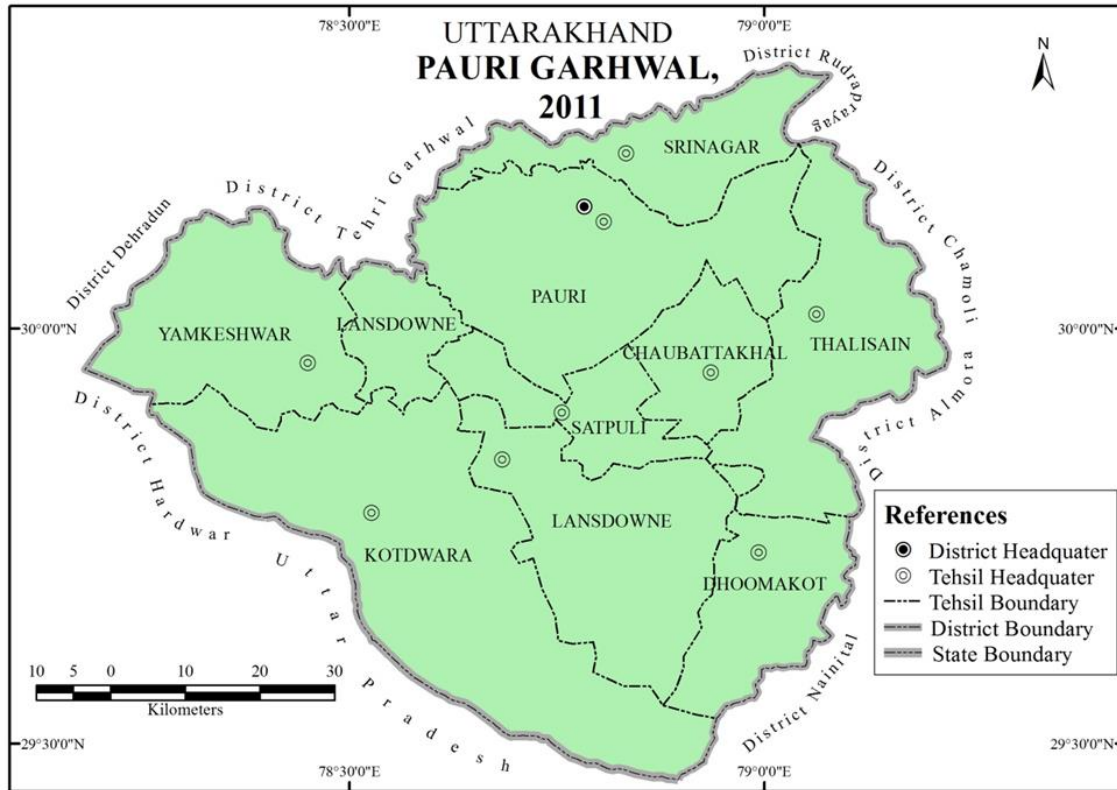 78°30'0"E
79°0'0"E
UTTARAKHAND
PAURI GARHWAL,
2011
N
District Rudraprayag
District Tehri Garhwal
District Dehradun
District Chamoli
SRINAGAR
PAURI
30°0'0"N
30°0'0"N
YAMKESHWAR
LANSDOWNE
CHAUBATTAKHAL
THALISAIN
District Almora
District Hardwar
SATPULI
LANSDOWNE
KOTDWARA
DHOOMAKOT
Uttar Pradesh
District Nainital
References
District Headquater
Tehsil Headquater
Tehsil Boundary
District Boundary
State Boundary
10 5 0 10 20 30
Kilometers
29°30'0"N
29°30'0"N
78°30'0"E
79°0'0"E